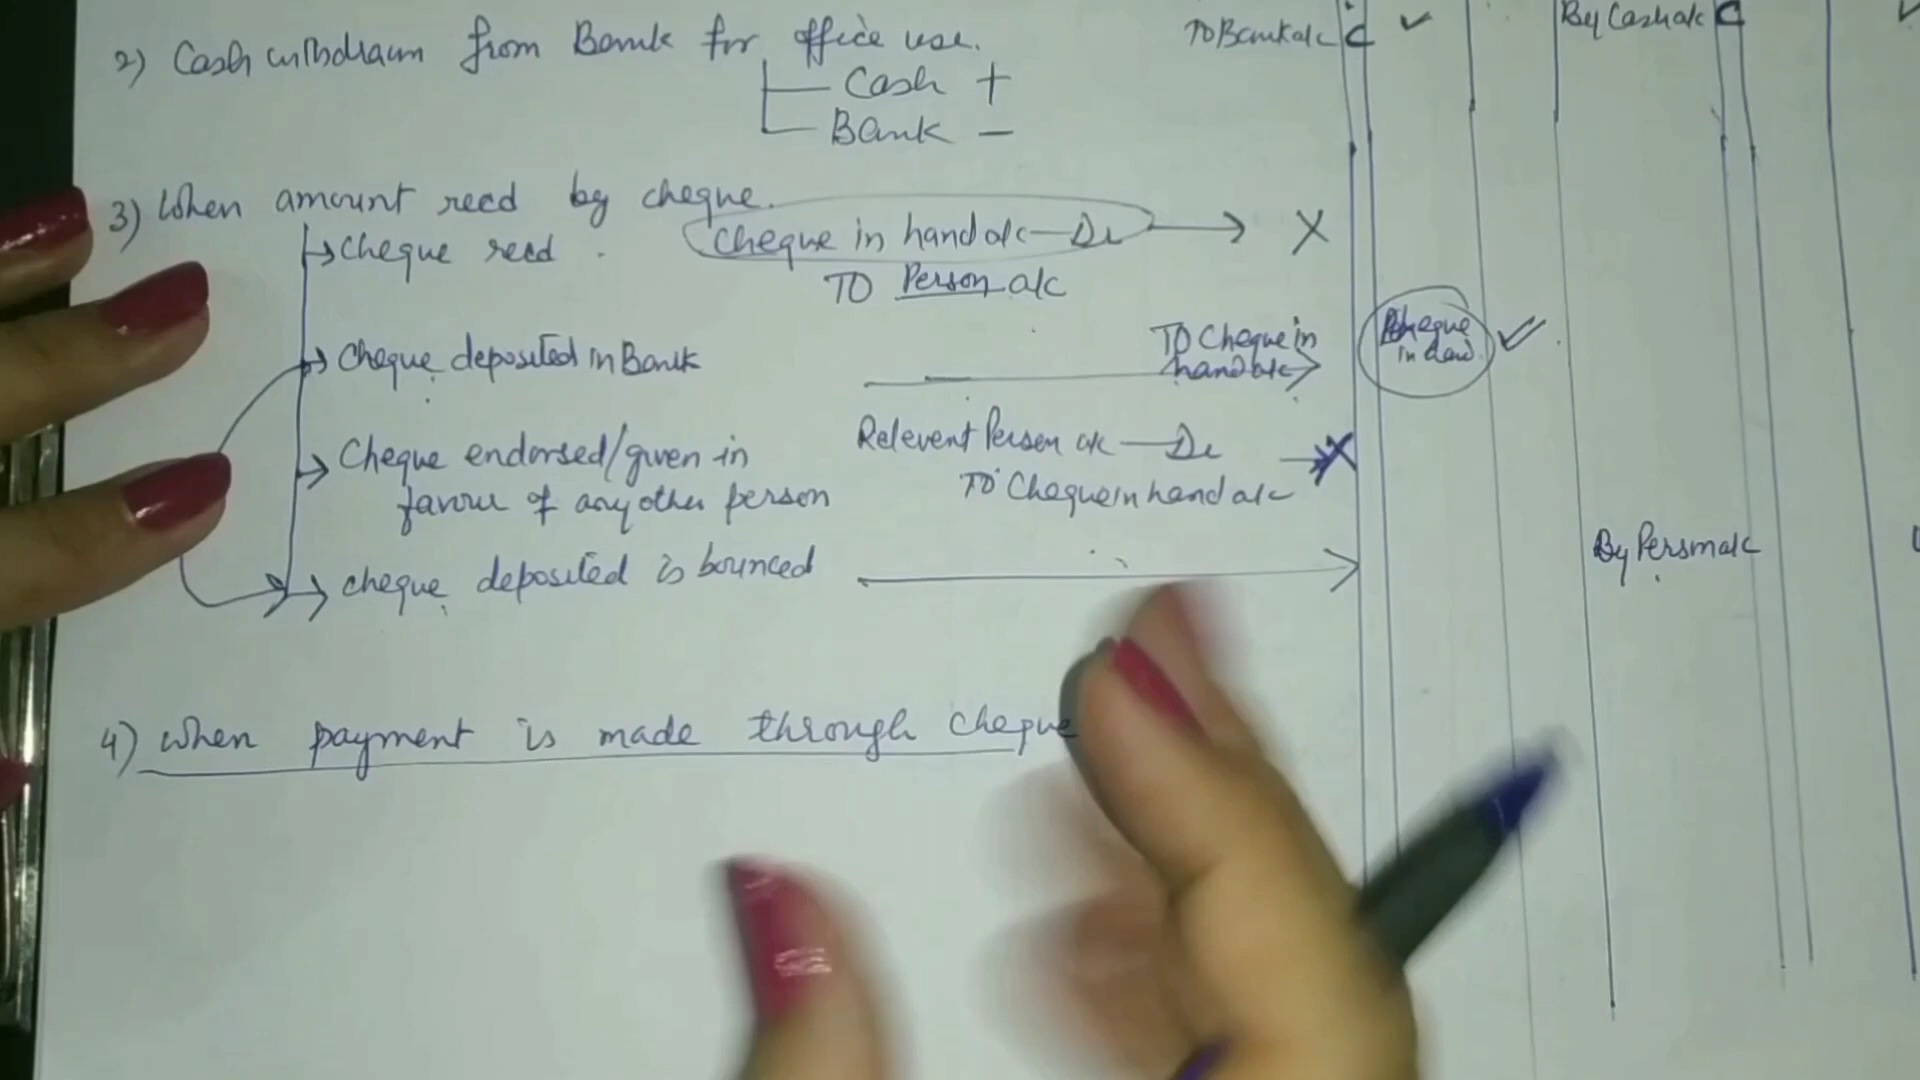 2) Cash withdrawn from Bank for office use.
Cash +
Bank —
To Bank a/c C ✓
By Cash a/c C
3) When amount recd by cheque.
Cheque recd
Cheque in hand a/c — Dr → X
TO Person a/c
Cheque deposited in Bank
TO Cheque in
hand a/c
Cheque endorsed/given in
favour of any other person
Relevent Person a/c — Dr → X
TO Cheque in hand a/c
cheque deposited is bounced
By Person a/c
4) when payment is made through cheque